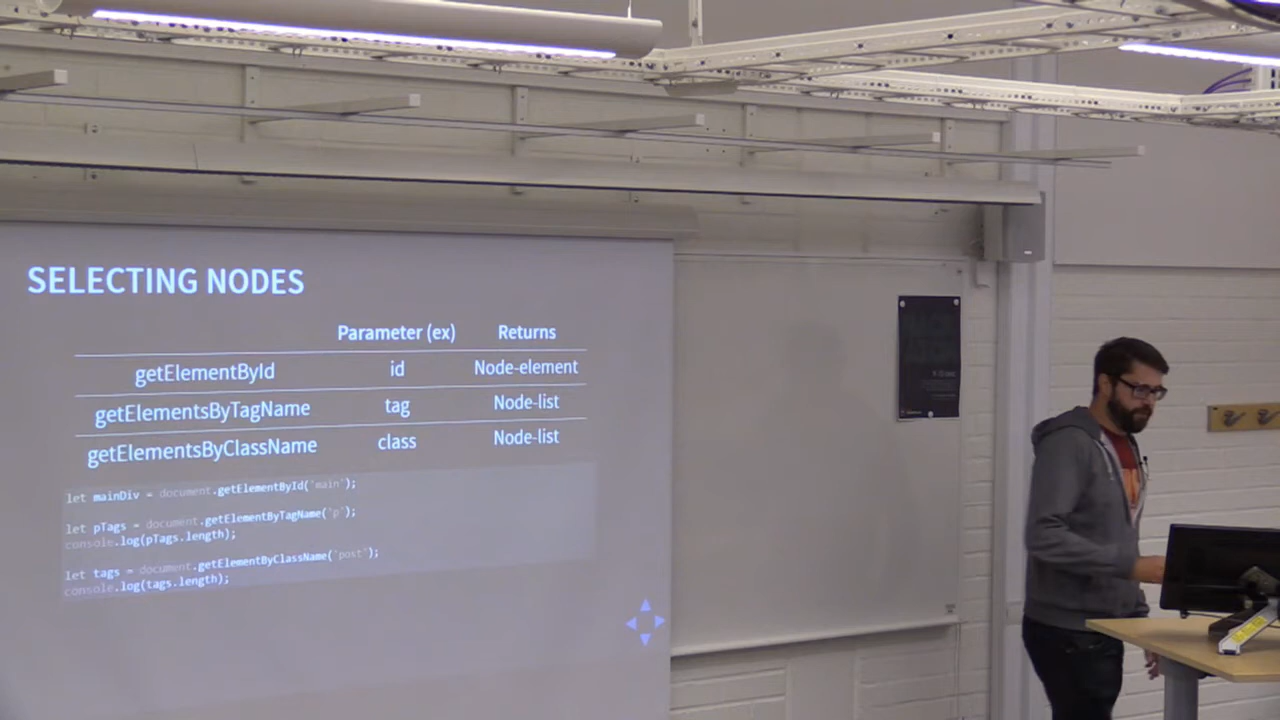 SELECTING NODES
Parameter (ex) Returns
getElementById id Node-element
getElementsByTagName tag Node-list
getElementsByClassName class Node-list
let mainDiv = document.getElementById('main');
let pTags = document.getElementByTagName("p");
console.log(pTags.length);
let tags = document.getElementByClassName('post");
console.log(tags.length);